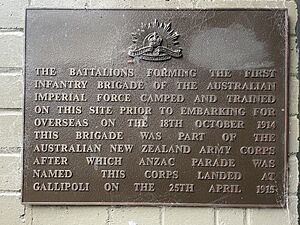 THE BATTALIONS FORMING THE FIRST
INFANTRY BRIGADE OF THE AUSTRALIAN
IMPERIAL FORCE CAMPED AND TRAINED
ON THIS SITE PRIOR TO EMBARKING FOR
OVERSEAS ON THE 18TH OCTOBER 1914
THIS BRIGADE WAS PART OF THE
AUSTRALIAN NEW ZEALAND ARMY CORPS
AFTER WHICH ANZAC PARADE WAS
NAMED THIS CORPS LANDED AT
GALLIPOLI ON THE 25TH APRIL 1915